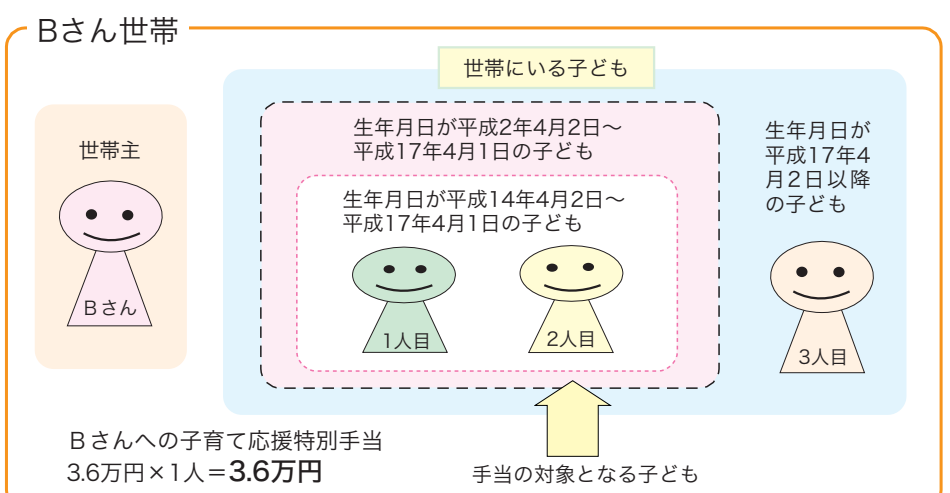 Bさん世帯
世帯にいる子ども
世帯主
Bさん
生年月日が平成2年4月2日～
平成17年4月1日の子ども
生年月日が平成14年4月2日～
平成17年4月1日の子ども
1人目
2人目
生年月日が
平成17年4
月2日以降
の子ども
3人目
Bさんへの子育て応援特別手当
3.6万円×1人＝3.6万円
手当の対象となる子ども